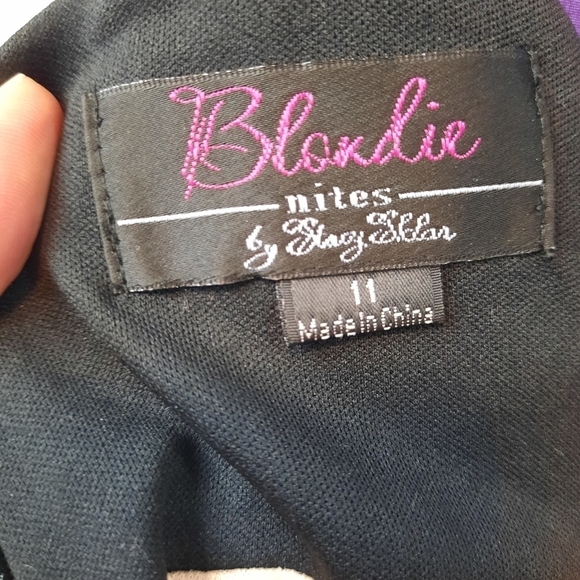 Blondie
nites
by Stacy Sklar
11
Made In China